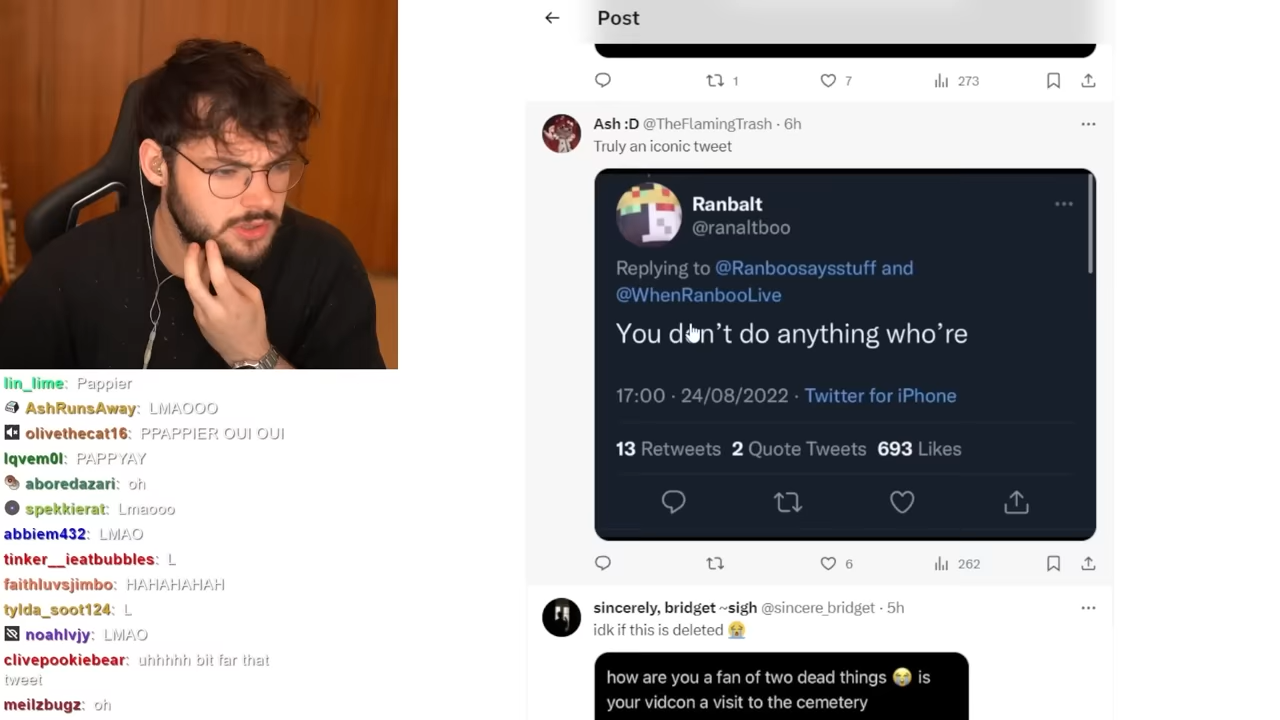 Post
1
7
273
Ash :D @TheFlamingTrash · 6h
Truly an iconic tweet
Ranbalt
@ranaltboo
Replying to @Ranboosaysstuff and
@WhenRanbooLive
You don't do anything who're
17:00 · 24/08/2022 · Twitter for iPhone
13 Retweets 2 Quote Tweets 693 Likes
6
262
sincerely, bridget ~sigh @sincere_bridget · 5h
idk if this is deleted 😭
how are you a fan of two dead things 😭 is
your vidcon a visit to the cemetery
lin_lime: Pappier
AshRunsAway: LMAOOO
olivethecat16: PPAPPIER OUI OUI
lqvem0l: PAPPYAY
aboredazari: oh
spekkierat: Lmaooo
abbiem432: LMAO
tinker__ieatbubbles: L
faithluvsjimbo: HAHAHAHAH
tylda_soot124: L
noahlvjy: LMAO
clivepookiebear: uhhhhh bit far that
tweet
meilzbugz: oh